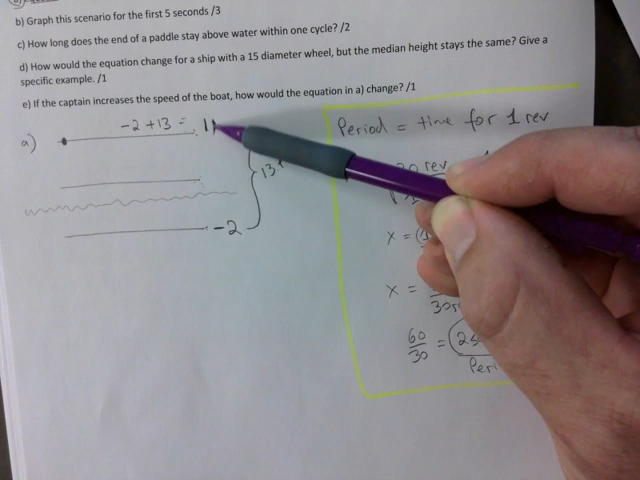 b) Graph this scenario for the first 5 seconds /3
c) How long does the end of a paddle stay above water within one cycle? /2
d) How would the equation change for a ship with a 15 diameter wheel, but the median height stays the same? Give a
specific example. /1
e) If the captain increases the speed of the boat, how would the equation in a) change? /1
a)
-2 +13 = 11
-2
13
Period = time for 1 rev
rev
x =
x =
60
30
=